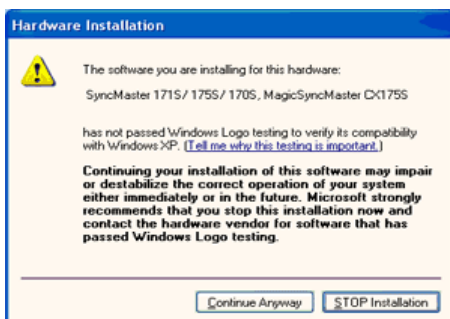 Hardware Installation
The software you are installing for this hardware:
SyncMaster 171S/ 175S/ 170S, MagicSyncMaster CX175S
has not passed Windows Logo testing to verify its compatibility
with Windows XP. (Tell me why this testing is important.)
Continuing your installation of this software may impair
or destabilize the correct operation of your system
either immediately or in the future. Microsoft strongly
recommends that you stop this installation now and
contact the hardware vendor for software that has
passed Windows Logo testing.
Continue Anyway STOP Installation